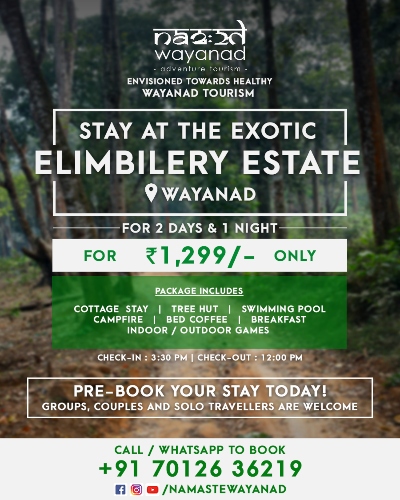 wayanad
- adventure tourism -
ENVISIONED TOWARDS HEALTHY
WAYANAD TOURISM
STAY AT THE EXOTIC
ELIMBILERY ESTATE
WAYANAD
FOR 2 DAYS & 1 NIGHT
FOR ₹1,299/- ONLY
PACKAGE INCLUDES
COTTAGE STAY | TREE HUT | SWIMMING POOL
CAMPFIRE | BED COFFEE | BREAKFAST
INDOOR / OUTDOOR GAMES
CHECK-IN : 3:30 PM | CHECK-OUT : 12:00 PM
PRE-BOOK YOUR STAY TODAY!
GROUPS, COUPLES AND SOLO TRAVELLERS ARE WELCOME
CALL / WHATSAPP TO BOOK
+91 70126 36219
/NAMASTEWAYANAD